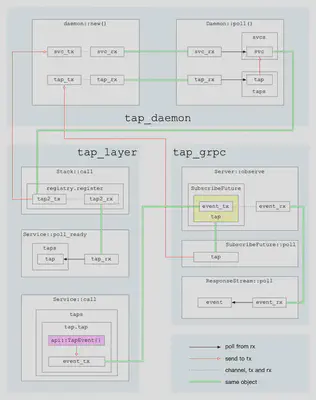 daemon::new()
Daemon::poll()
svcs
svc_tx
svc_rx
svc_rx
svc
tap_tx
tap_rx
tap_rx
tap
taps
tap_daemon
tap_layer
tap_grpc
Stack::call
Server::observe
registry.register
SubscribeFuture
tap2_tx
tap2_rx
event_tx
event_rx
tap
Service::poll_ready
taps
tap
tap_rx
SubscribeFuture::poll
tap
ResponseStream::poll
event
event_rx
Service::call
taps
tap.tap
api::TapEvent()
event_tx
poll from rx
send to tx
channel, tx and rx
same object